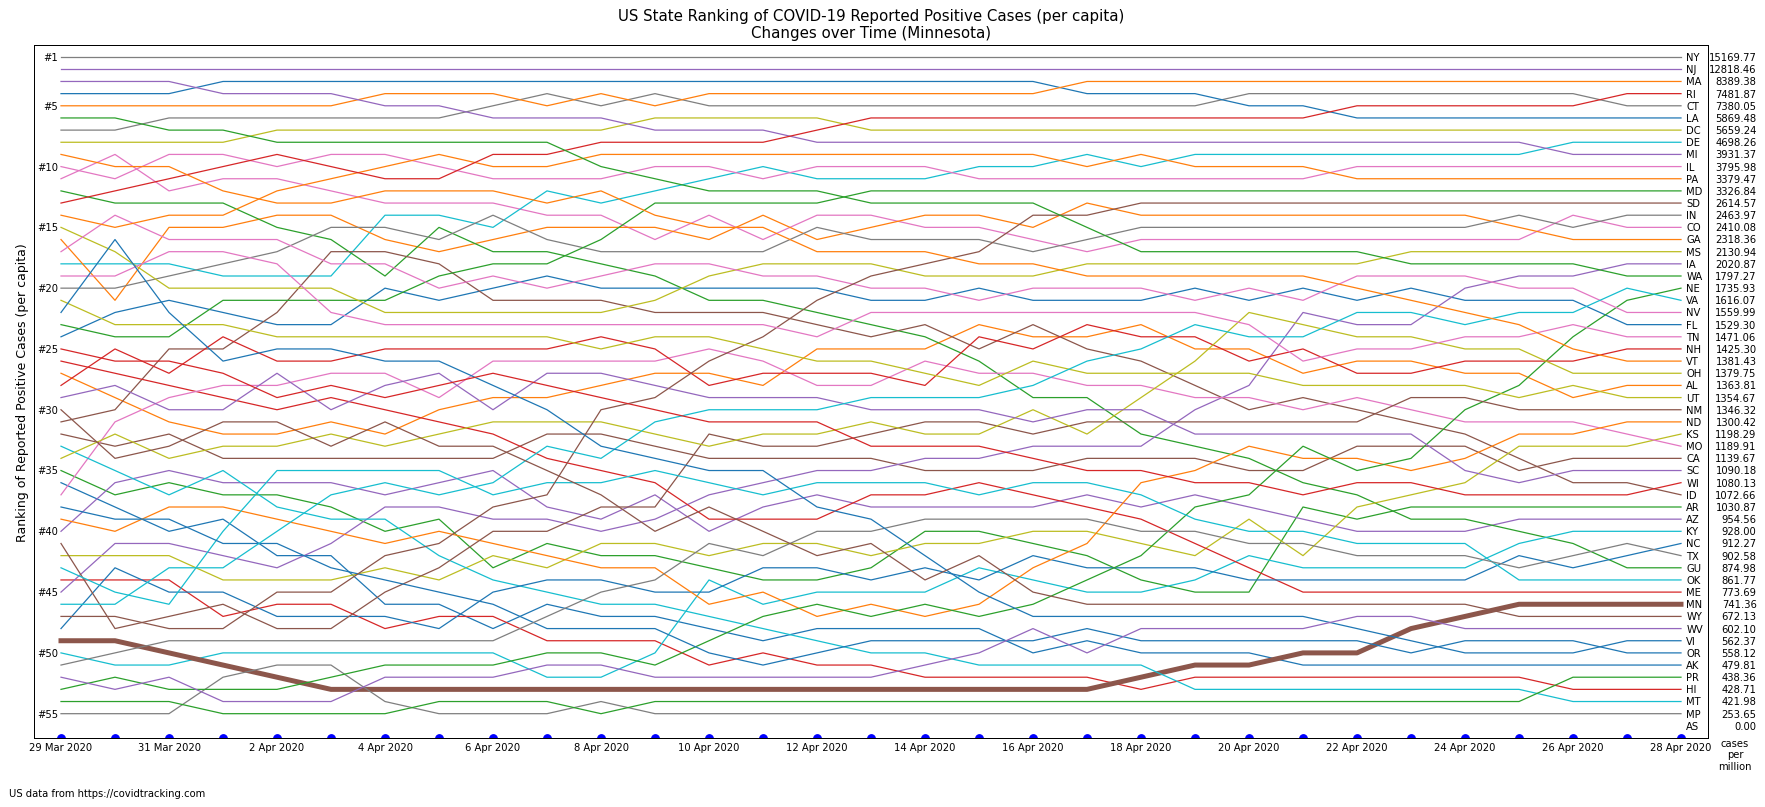 US State Ranking of COVID-19 Reported Positive Cases (per capita)
Changes over Time (Minnesota)
Ranking of Reported Positive Cases (per capita)
#1
#5
#10
#15
#20
#25
#30
#35
#40
#45
#50
#55
NY 15169.77
NJ 12818.46
MA 8389.38
RI 7481.87
CT 7380.05
LA 5869.48
DC 5659.24
DE 4698.26
MI 3931.37
IL 3795.98
PA 3379.47
MD 3326.84
SD 2614.57
IN 2463.97
CO 2410.08
GA 2318.36
MS 2130.94
IA 2020.87
WA 1797.27
NE 1735.93
VA 1616.07
NV 1559.99
FL 1529.30
TN 1471.06
NH 1425.30
VT 1381.43
OH 1379.75
AL 1363.81
UT 1354.67
NM 1346.32
ND 1300.42
KS 1198.29
MO 1189.91
CA 1139.67
SC 1090.18
WI 1080.13
ID 1072.66
AR 1030.87
AZ 954.56
KY 928.00
NC 912.27
TX 902.58
GU 874.98
OK 861.77
ME 773.69
MN 741.36
WY 672.13
WV 602.10
VI 562.37
OR 558.12
AK 479.81
PR 438.36
HI 428.71
MT 421.98
MP 253.65
AS 0.00
29 Mar 2020 31 Mar 2020 2 Apr 2020 4 Apr 2020 6 Apr 2020 8 Apr 2020 10 Apr 2020 12 Apr 2020 14 Apr 2020 16 Apr 2020 18 Apr 2020 20 Apr 2020 22 Apr 2020 24 Apr 2020 26 Apr 2020 28 Apr 2020
cases
per
million
US data from https://covidtracking.com